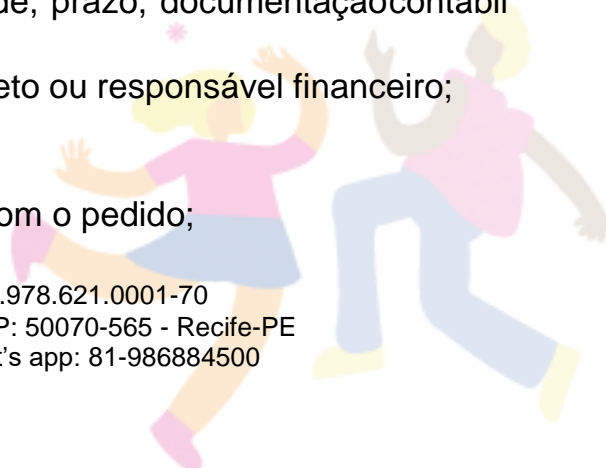 de, prazo, documentaçãocontábil
eto ou responsável financeiro;
om o pedido;
.978.621.0001-70
P: 50070-565 - Recife-PE
t’s app: 81-986884500